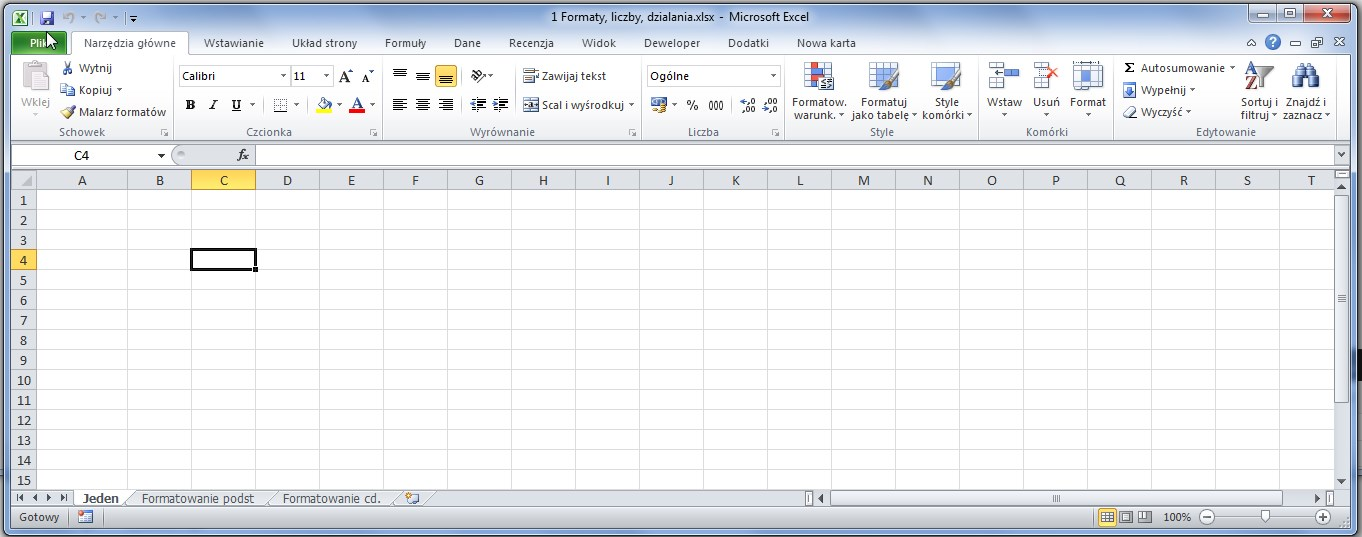 1 Formaty, liczby, dzialania.xlsx - Microsoft Excel
Plik Narzędzia główne Wstawianie Układ strony Formuły Dane Recenzja Widok Deweloper Dodatki Nowa karta
Wklej
Wytnij
Kopiuj
Malarz formatów
Schowek
Calibri 11
B I U
Czcionka
Zawijaj tekst
Scal i wyśrodkuj
Wyrównanie
Ogólne
% 000
Liczba
Formatow. warunk.
Formatuj jako tabelę
Style komórki
Style
Wstaw Usuń Format
Komórki
Σ Autosumowanie
Wypełnij
Wyczyść
Sortuj i filtruj
Znajdź i zaznacz
Edytowanie
C4 fx
A B C D E F G H I J K L M N O P Q R S T
1
2
3
4
5
6
7
8
9
10
11
12
13
14
15
Jeden Formatowanie podst Formatowanie cd.
Gotowy 100%